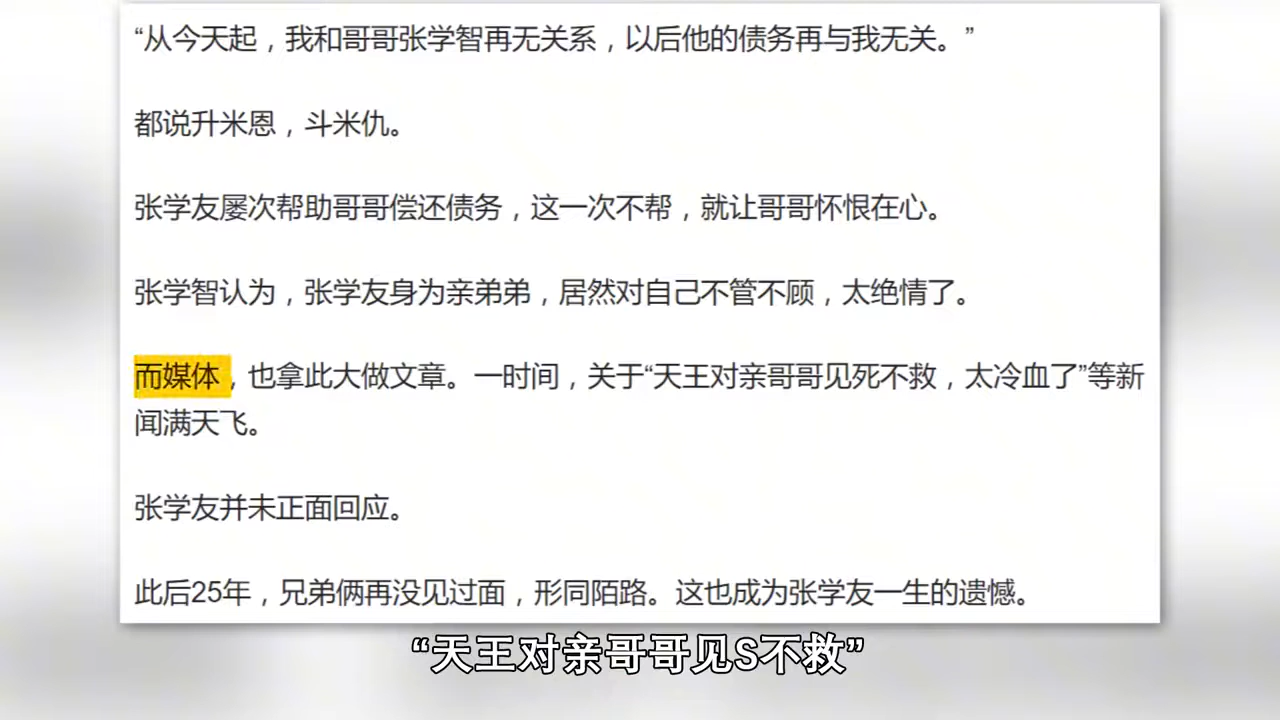 “从今天起，我和哥哥张学智再无关系，以后他的债务再与我无关。”
都说升米恩，斗米仇。
张学友屡次帮助哥哥偿还债务，这一次不帮，就让哥哥怀恨在心。
张学智认为，张学友身为亲弟弟，居然对自己不管不顾，太绝情了。
而媒体，也拿此大做文章。一时间，关于“天王对亲哥哥见死不救，太冷血了”等新
闻满天飞。
张学友并未正面回应。
此后25年，兄弟俩再没见过面，形同陌路。这也成为张学友一生的遗憾。
“天王对亲哥哥见S不救”